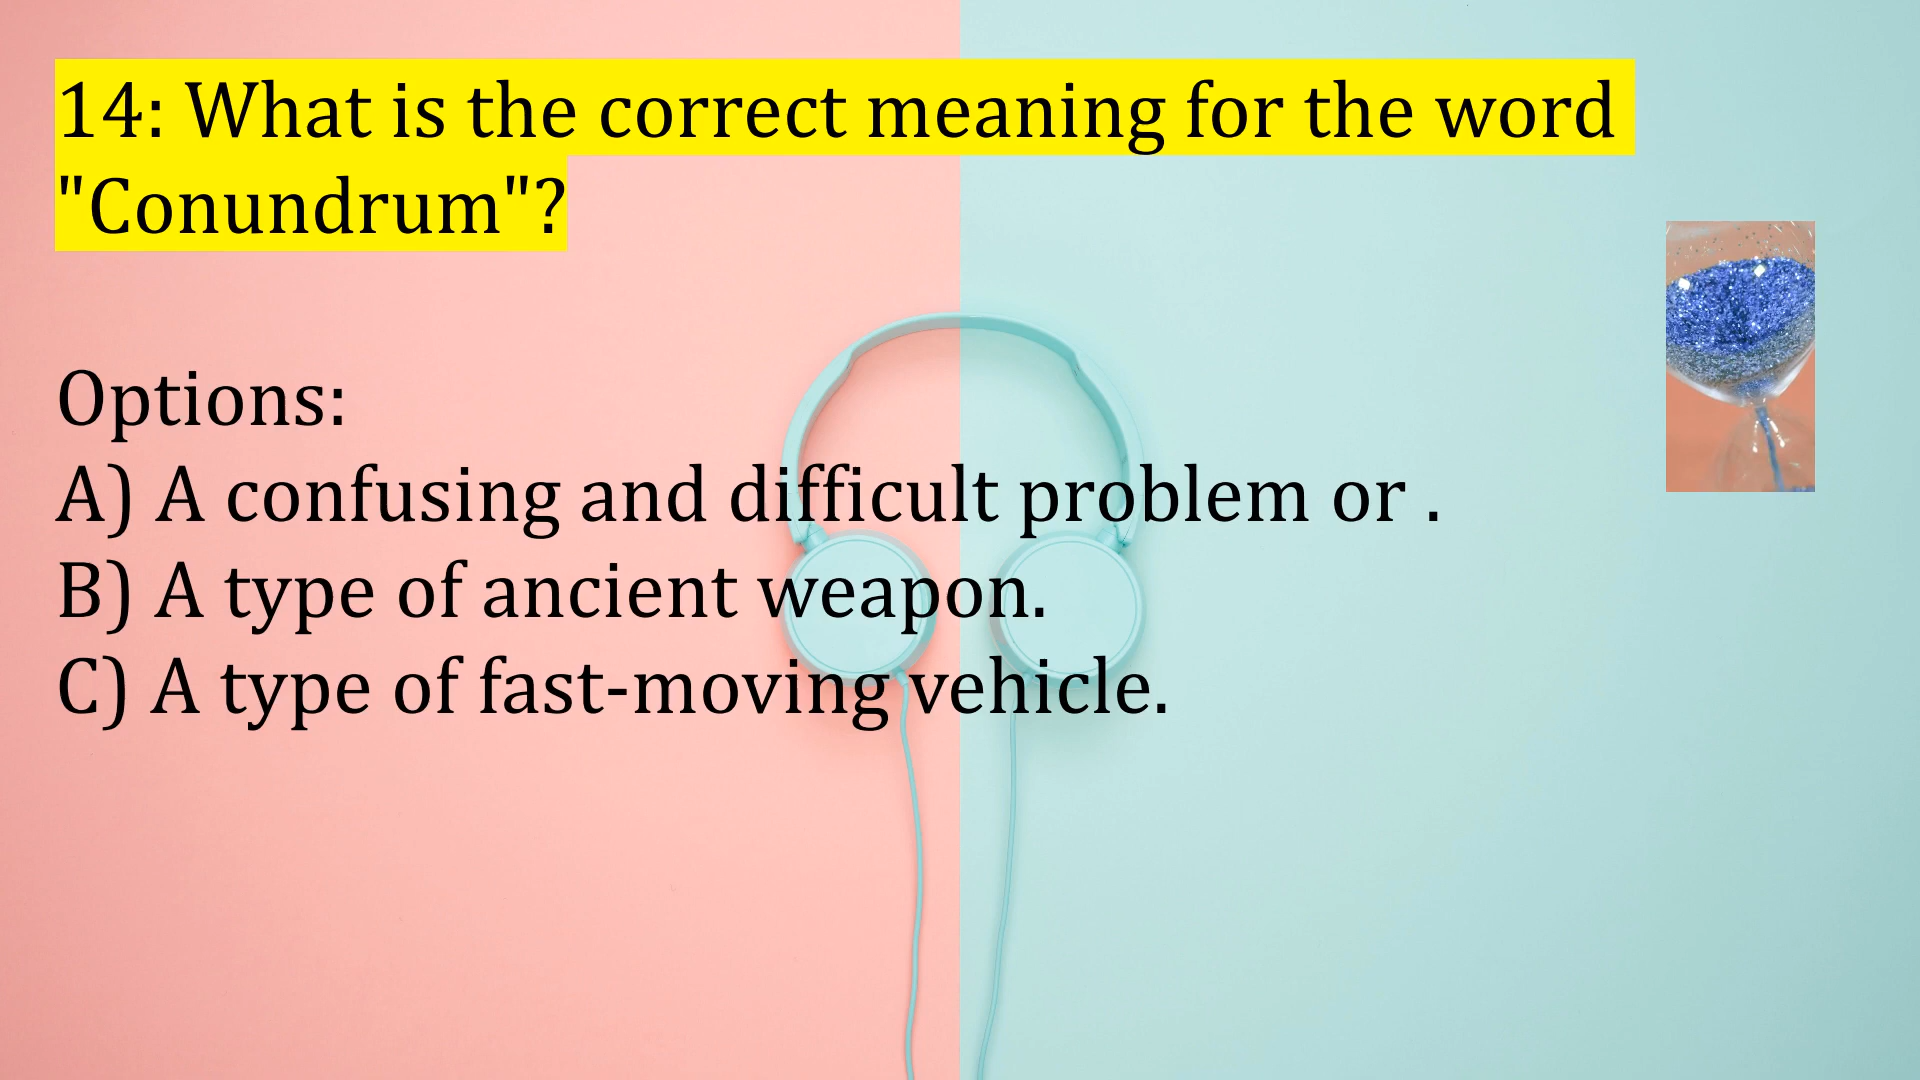 14: What is the correct meaning for the word
"Conundrum"?
Options:
A) A confusing and difficult problem or .
B) A type of ancient weapon.
C) A type of fast-moving vehicle.